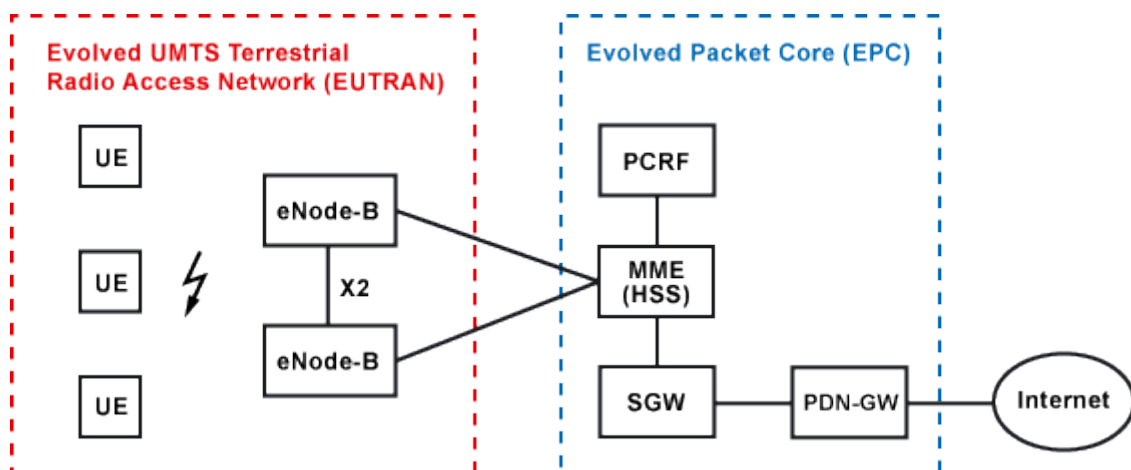 Evolved UMTS Terrestrial
Radio Access Network (EUTRAN)
Evolved Packet Core (EPC)
UE
PCRF
eNode-B
UE
X2
MME
(HSS)
eNode-B
UE
SGW
PDN-GW
Internet